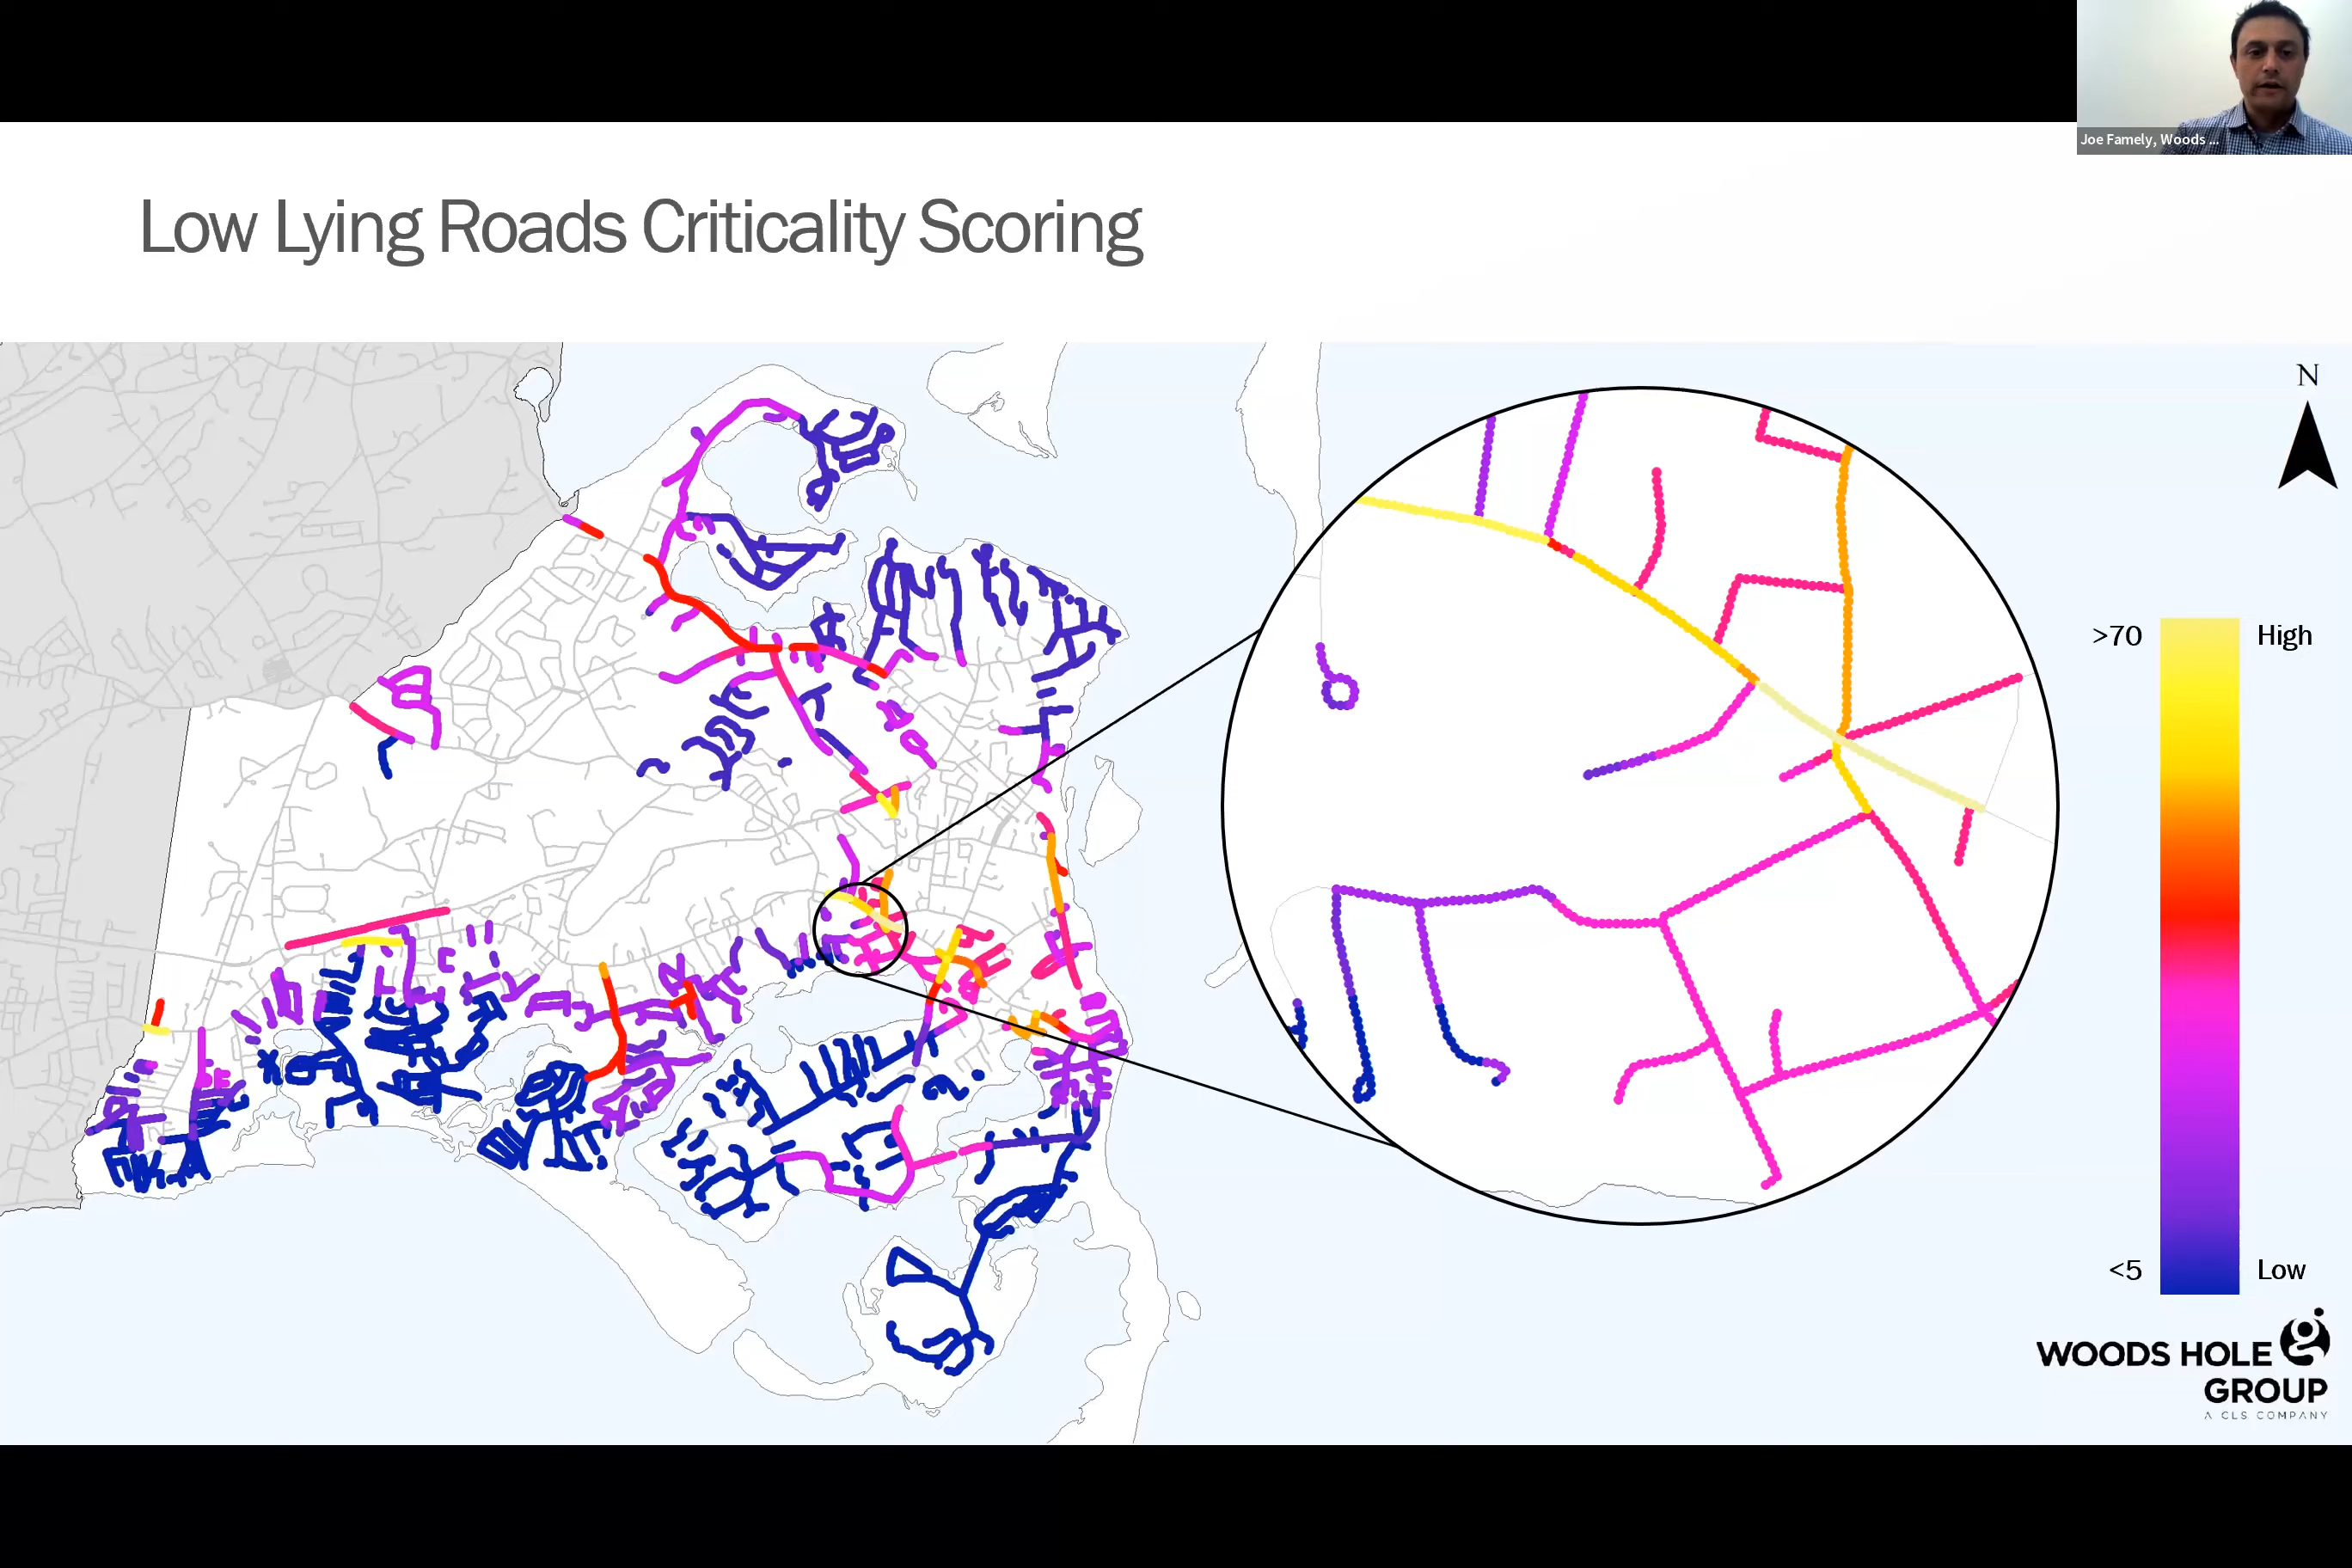 Joe Famely, Woods ...
Low Lying Roads Criticality Scoring
N
>70 High
<5 Low
WOODS HOLE
GROUP
A CLS COMPANY